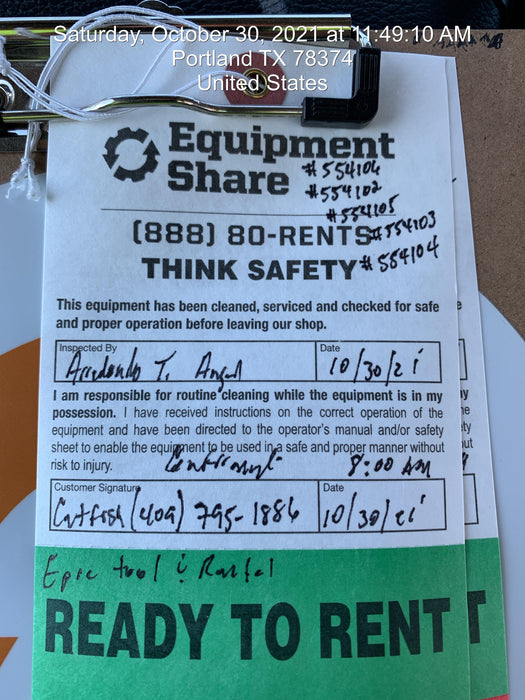 Saturday, October 30, 2021 at 11:49:10 AM
Portland TX 78374
United States
Equipment
Share
#554106
#554102
#554105
(888) 80-RENTS #554103
THINK SAFETY #554104
This equipment has been cleaned, serviced and checked for safe
and proper operation before leaving our shop.
Inspected By
Date
Arredondo T. Angel
10/30/21
I am responsible for routine cleaning while the equipment is in my
possession. I have received instructions on the correct operation of the
equipment and have been directed to the operator's manual and/or safety
sheet to enable the equipment to be used in a safe and proper manner without
risk to injury.
8:00 AM
Customer Signature
Date
Catfish (409) 795-1886
10/30/21
Epic tool & Rental
READY TO RENT